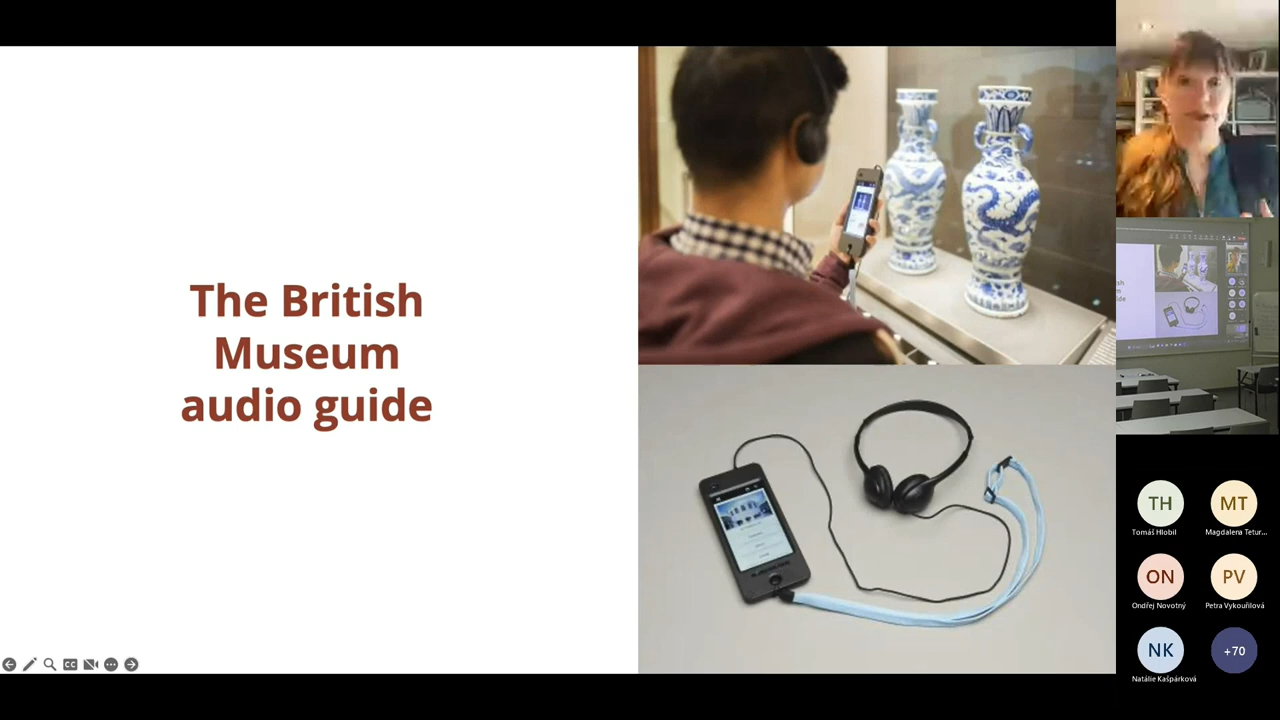 The British
Museum
audio guide
TH
MT
Tomáš Hlobil
Magdalena Tetur...
ON
PV
Ondřej Novotný
Petra Vykouřilová
NK
+70
Natálie Kašpárková
CC